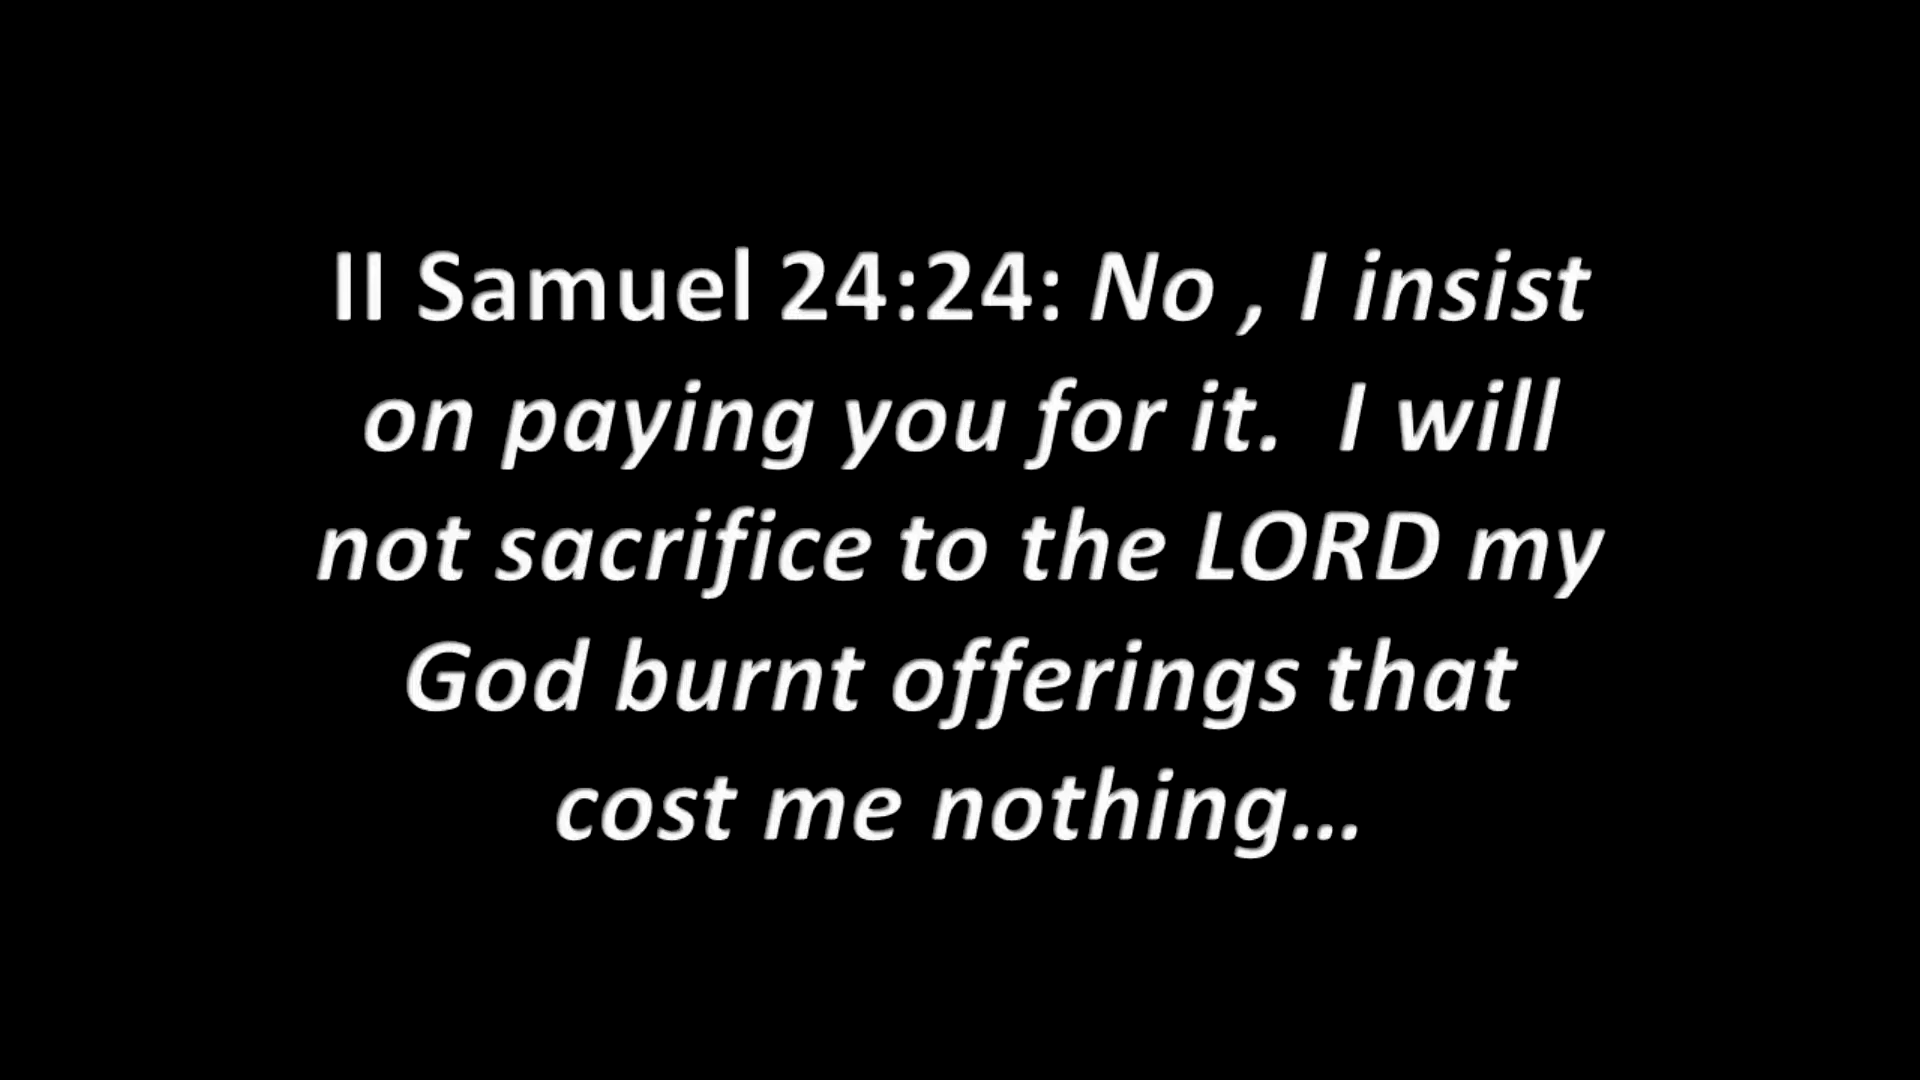 II Samuel 24:24: No , I insist
on paying you for it.  I will
not sacrifice to the LORD my
God burnt offerings that
cost me nothing…